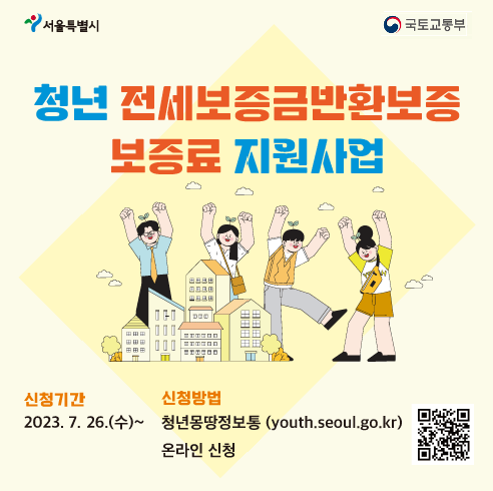 서울특별시
국토교통부
청년 전세보증금반환보증
보증료 지원사업
신청기간
2023. 7. 26.(수)~
신청방법
청년몽땅정보통 (youth.seoul.go.kr)
온라인 신청